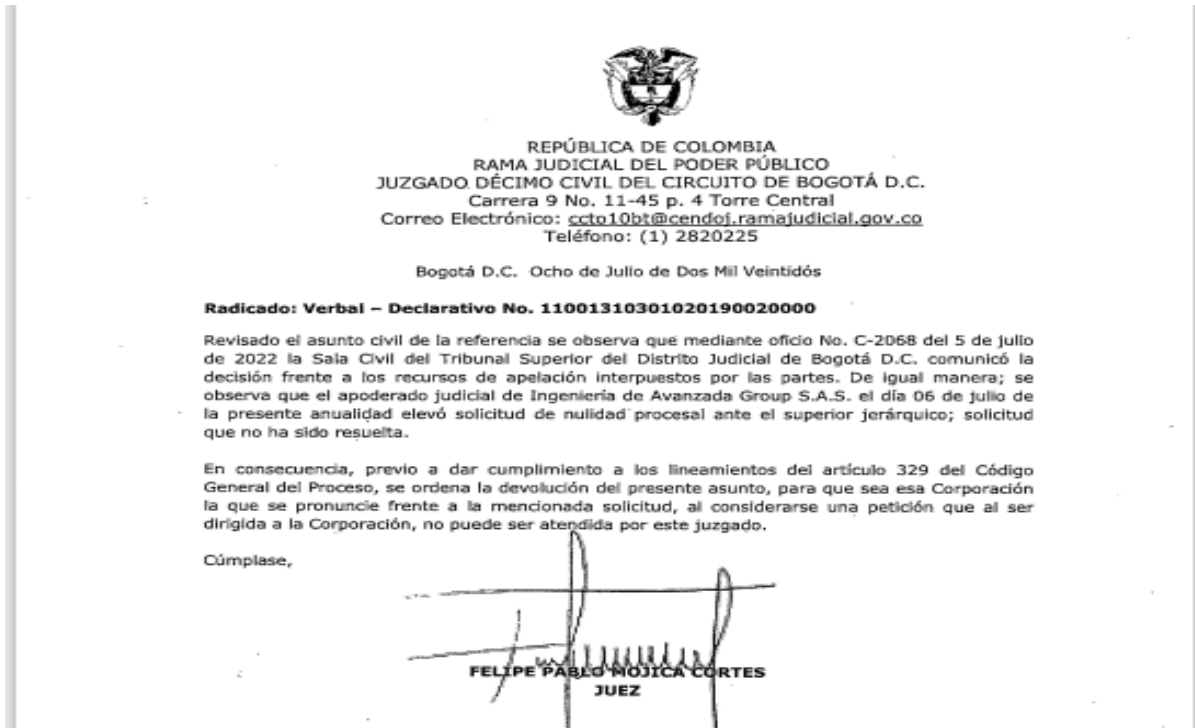 REPÚBLICA DE COLOMBIA
RAMA JUDICIAL DEL PODER PÚBLICO
JUZGADO DÉCIMO CIVIL DEL CIRCUITO DE BOGOTÁ D.C.
Carrera 9 No. 11-45 p. 4 Torre Central
Correo Electrónico: ccto10bt@cendoj.ramajudicial.gov.co
Teléfono: (1) 2820225
Bogotá D.C. Ocho de Julio de Dos Mil Veintidós
Radicado: Verbal – Declarativo No. 11001310301020190020000
Revisado el asunto civil de la referencia se observa que mediante oficio No. C-2068 del 5 de julio
de 2022 la Sala Civil del Tribunal Superior del Distrito Judicial de Bogotá D.C. comunicó la
decisión frente a los recursos de apelación interpuestos por las partes. De igual manera; se
observa que el apoderado judicial de Ingeniería de Avanzada Group S.A.S. el día 06 de julio de
la presente anualidad elevó solicitud de nulidad procesal ante el superior jerárquico; solicitud
que no ha sido resuelta.
En consecuencia, previo a dar cumplimiento a los lineamientos del artículo 329 del Código
General del Proceso, se ordena la devolución del presente asunto, para que sea esa Corporación
la que se pronuncie frente a la mencionada solicitud, al considerarse una petición que al ser
dirigida a la Corporación, no puede ser atendida por este juzgado.
Cúmplase,
FELIPE PABLO MOJICA CORTES
JUEZ